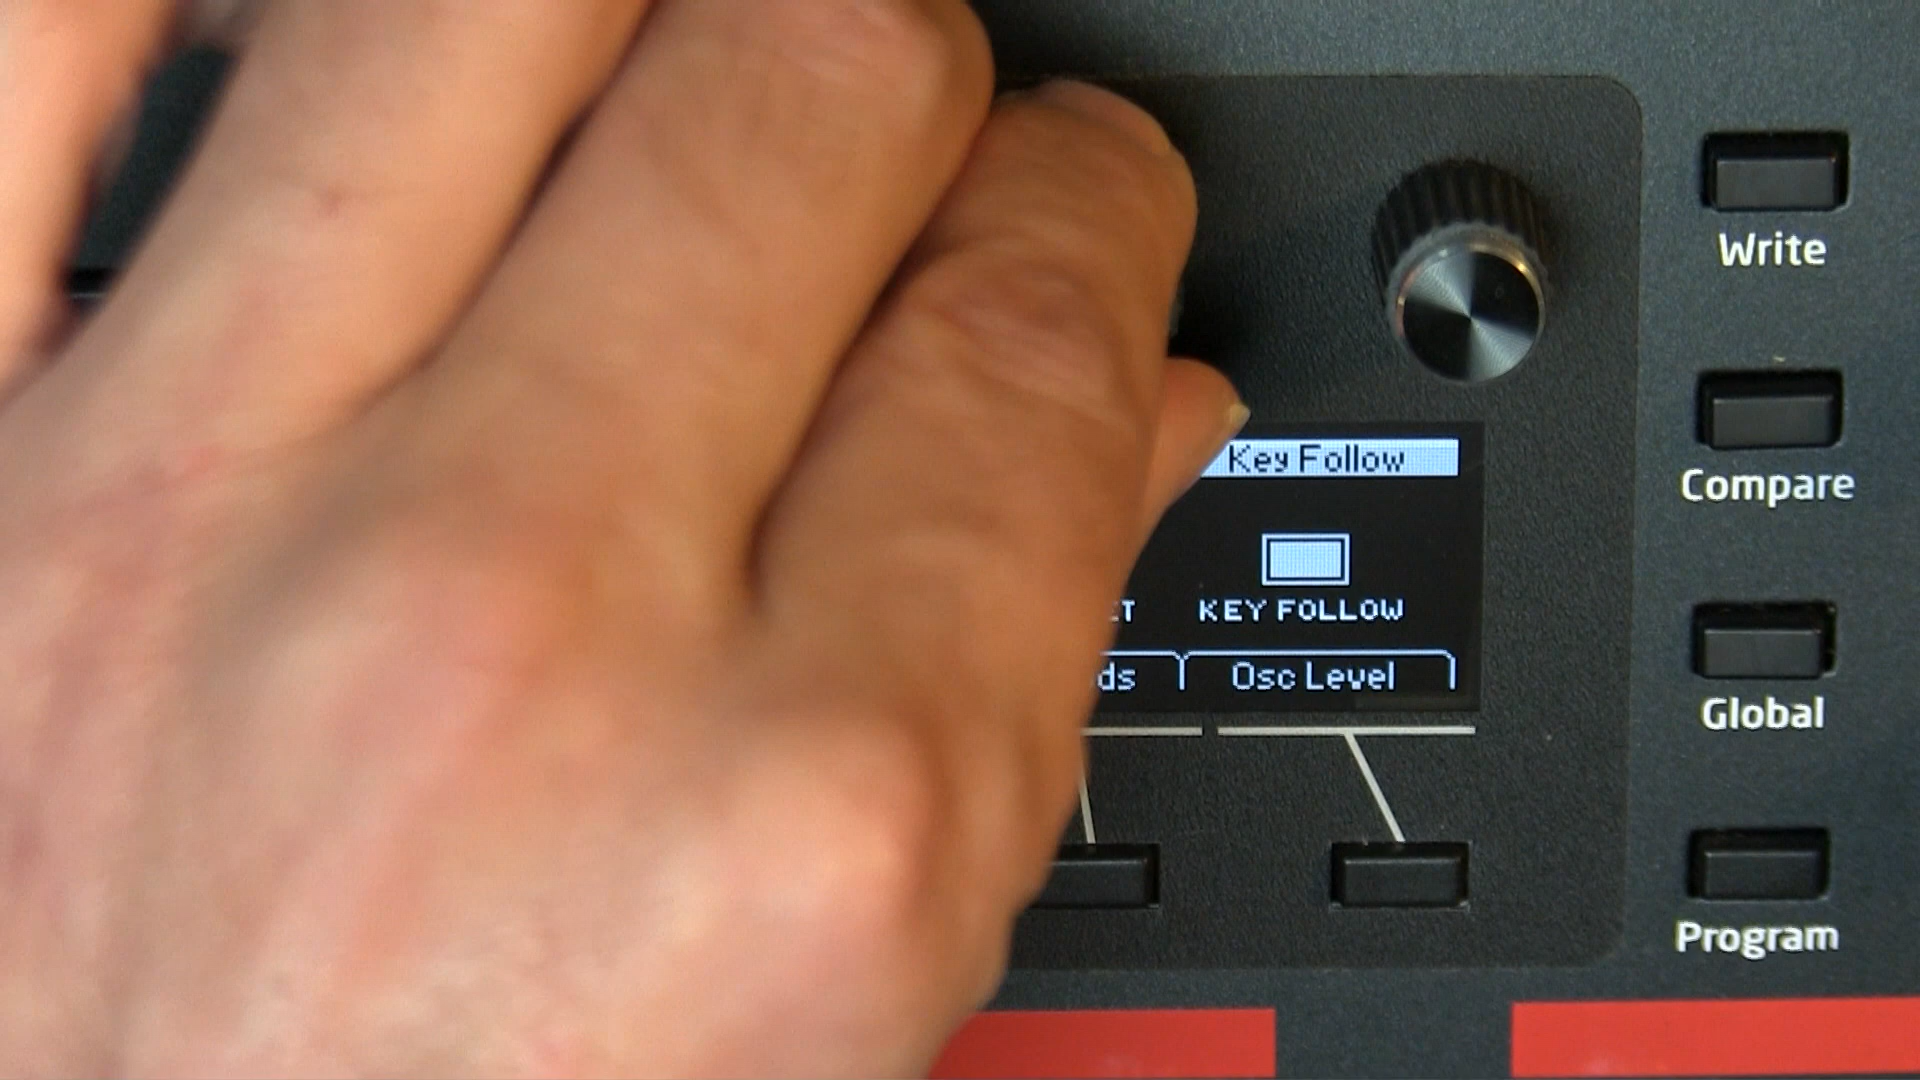 Write
Compare
Global
Program
Key Follow
KEY FOLLOW
Osc Level